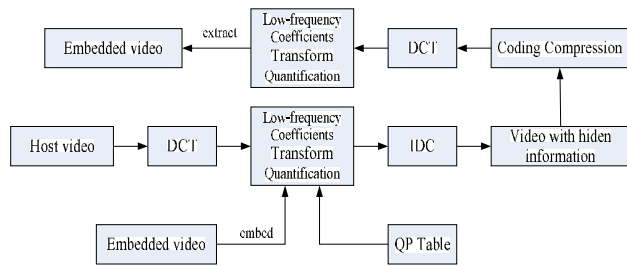 Embedded video
extract
Low-frequency
Coefficients
Transform
Quantification
DCT
Coding Compression
Host video
DCT
Low-frequency
Coefficients
Transform
Quantification
IDC
Video with hiden
information
Embedded video
embed
QP Table